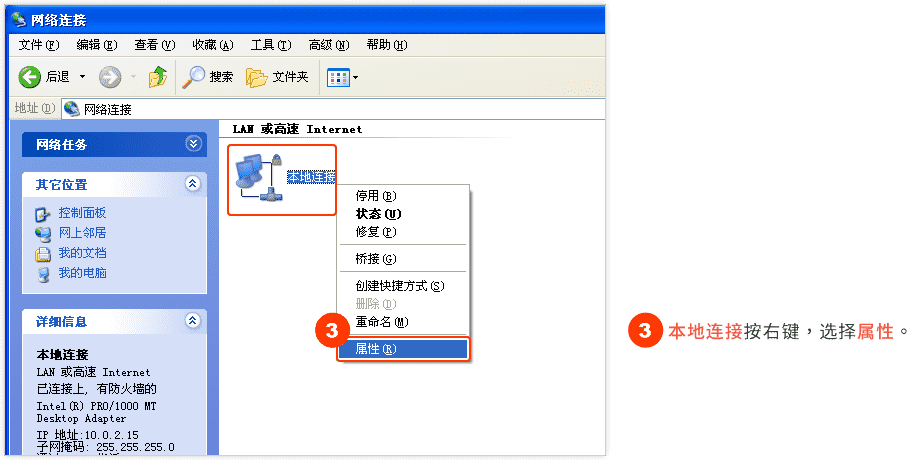 网络连接
文件(F) 编辑(E) 查看(V) 收藏(A) 工具(T) 高级(N) 帮助(H)
后退 搜索 文件夹
地址(D) 网络连接
网络任务
其它位置
控制面板
网上邻居
我的文档
我的电脑
详细信息
本地连接
LAN 或高速 Internet
已连接上, 有防火墙的
Intel(R) PRO/1000 MT
Desktop Adapter
IP 地址:10.0.2.15
子网掩码: 255.255.255.0
LAN 或高速 Internet
本地连接
停用(B)
状态(U)
修复(P)
桥接(G)
创建快捷方式(S)
删除(D)
重命名(M)
3
属性(R)
3 本地连接按右键，选择属性。